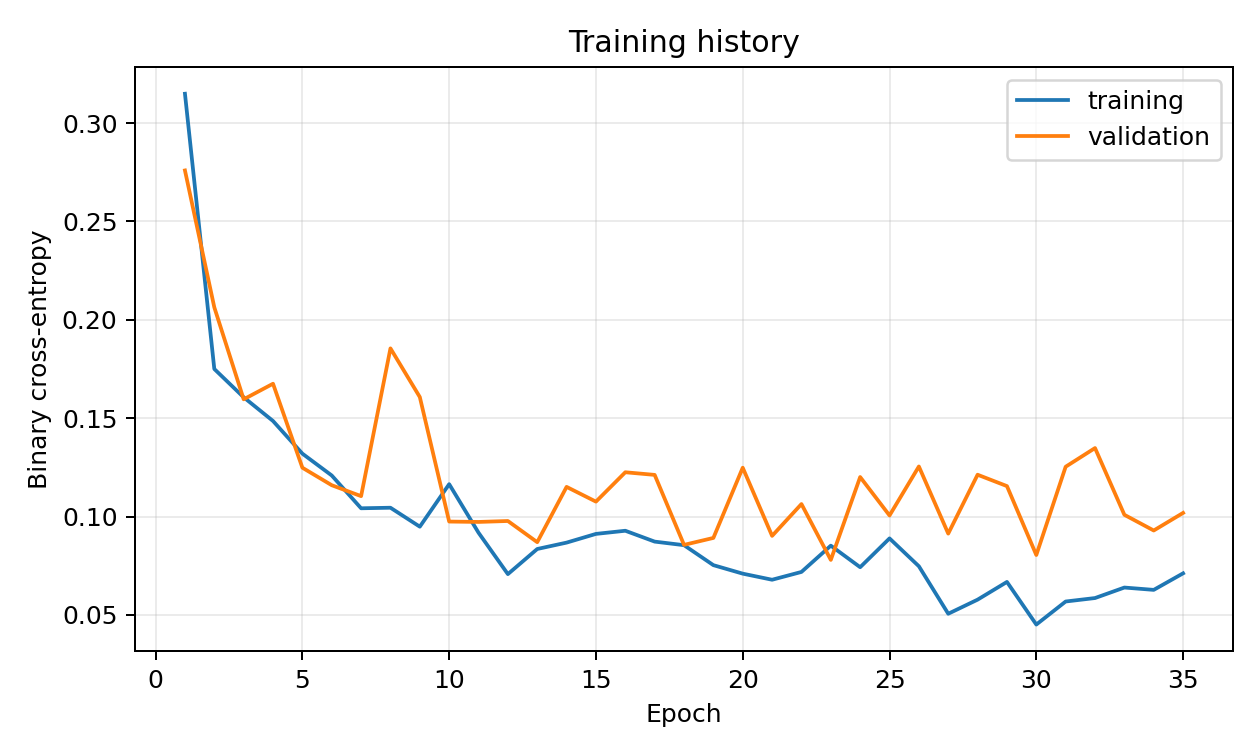 Training history
training
validation
Binary cross-entropy
0.30
0.25
0.20
0.15
0.10
0.05
0 5 10 15 20 25 30 35
Epoch